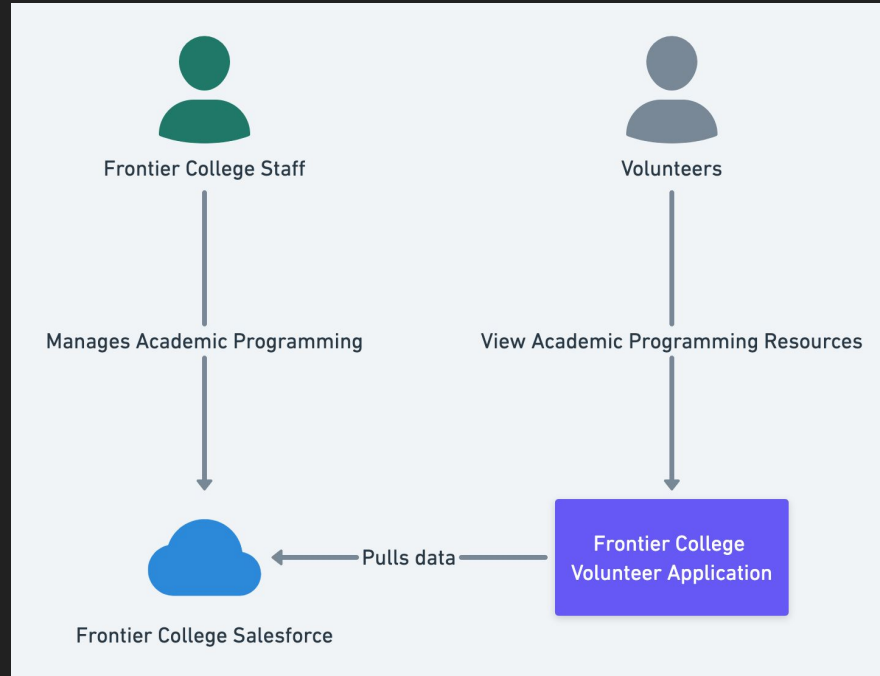 Frontier College Staff
Volunteers
Manages Academic Programming
View Academic Programming Resources
Pulls data
Frontier College
Volunteer Application
Frontier College Salesforce